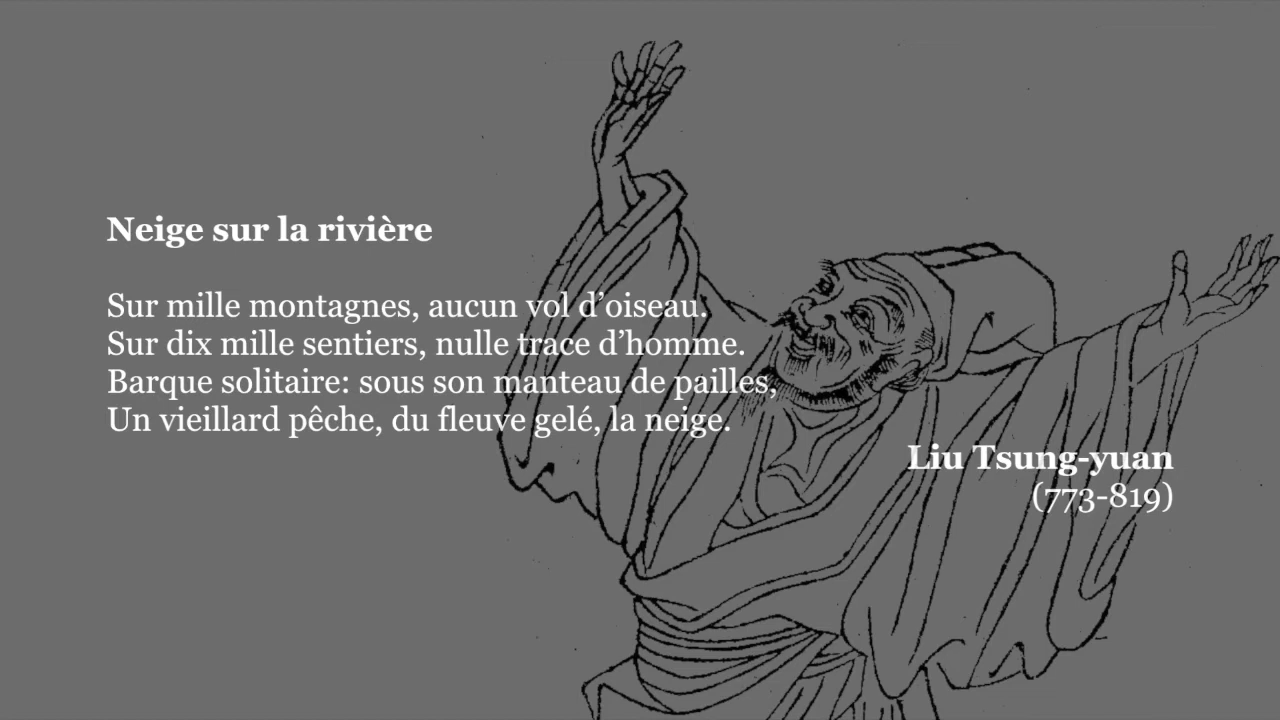 Neige sur la rivière
Sur mille montagnes, aucun vol d’oiseau.
Sur dix mille sentiers, nulle trace d’homme.
Barque solitaire: sous son manteau de pailles,
Un vieillard pêche, du fleuve gelé, la neige.
Liu Tsung-yuan
(773-819)